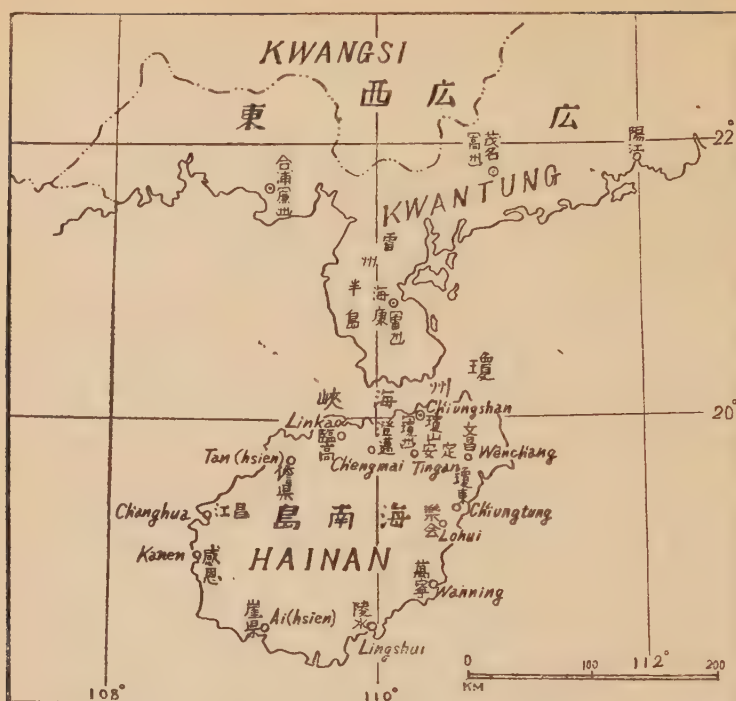 KWANGSI
東 西 広 広
22°
茂名
高州
陽江
合浦
廉州
KWANTUNG
雷州半島
海康
雷州
瓊州海峡
20°
Chiungshan
瓊山
瓊州
Linkao
臨高
澄邁
Chengmai
安定
Tingan
文昌
Wenchang
Tan (hsien)
瓊東
Chiungtung
Changhua
江昌
島南海
楽会
Lohui
Kanen
感恩
HAINAN
萬寧
Wanning
崖県
Ai (hsien)
陵水
Lingshui
0 100 200
KM
108°
110°
112°